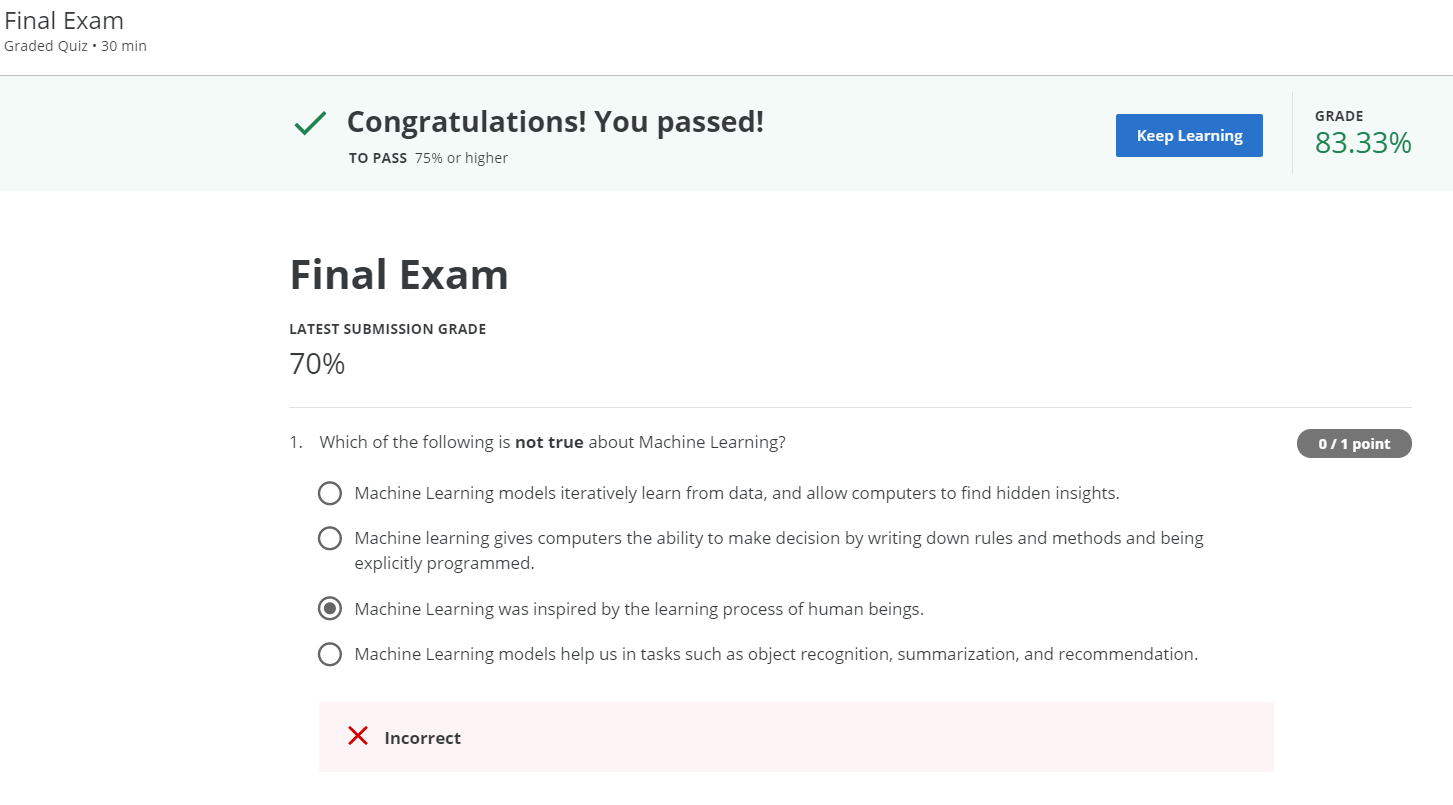 Final Exam
Graded Quiz • 30 min
Congratulations! You passed!
TO PASS 75% or higher
Keep Learning
GRADE
83.33%
Final Exam
LATEST SUBMISSION GRADE
70%
1. Which of the following is not true about Machine Learning?
0 / 1 point
Machine Learning models iteratively learn from data, and allow computers to find hidden insights.
Machine learning gives computers the ability to make decision by writing down rules and methods and being
explicitly programmed.
Machine Learning was inspired by the learning process of human beings.
Machine Learning models help us in tasks such as object recognition, summarization, and recommendation.
Incorrect